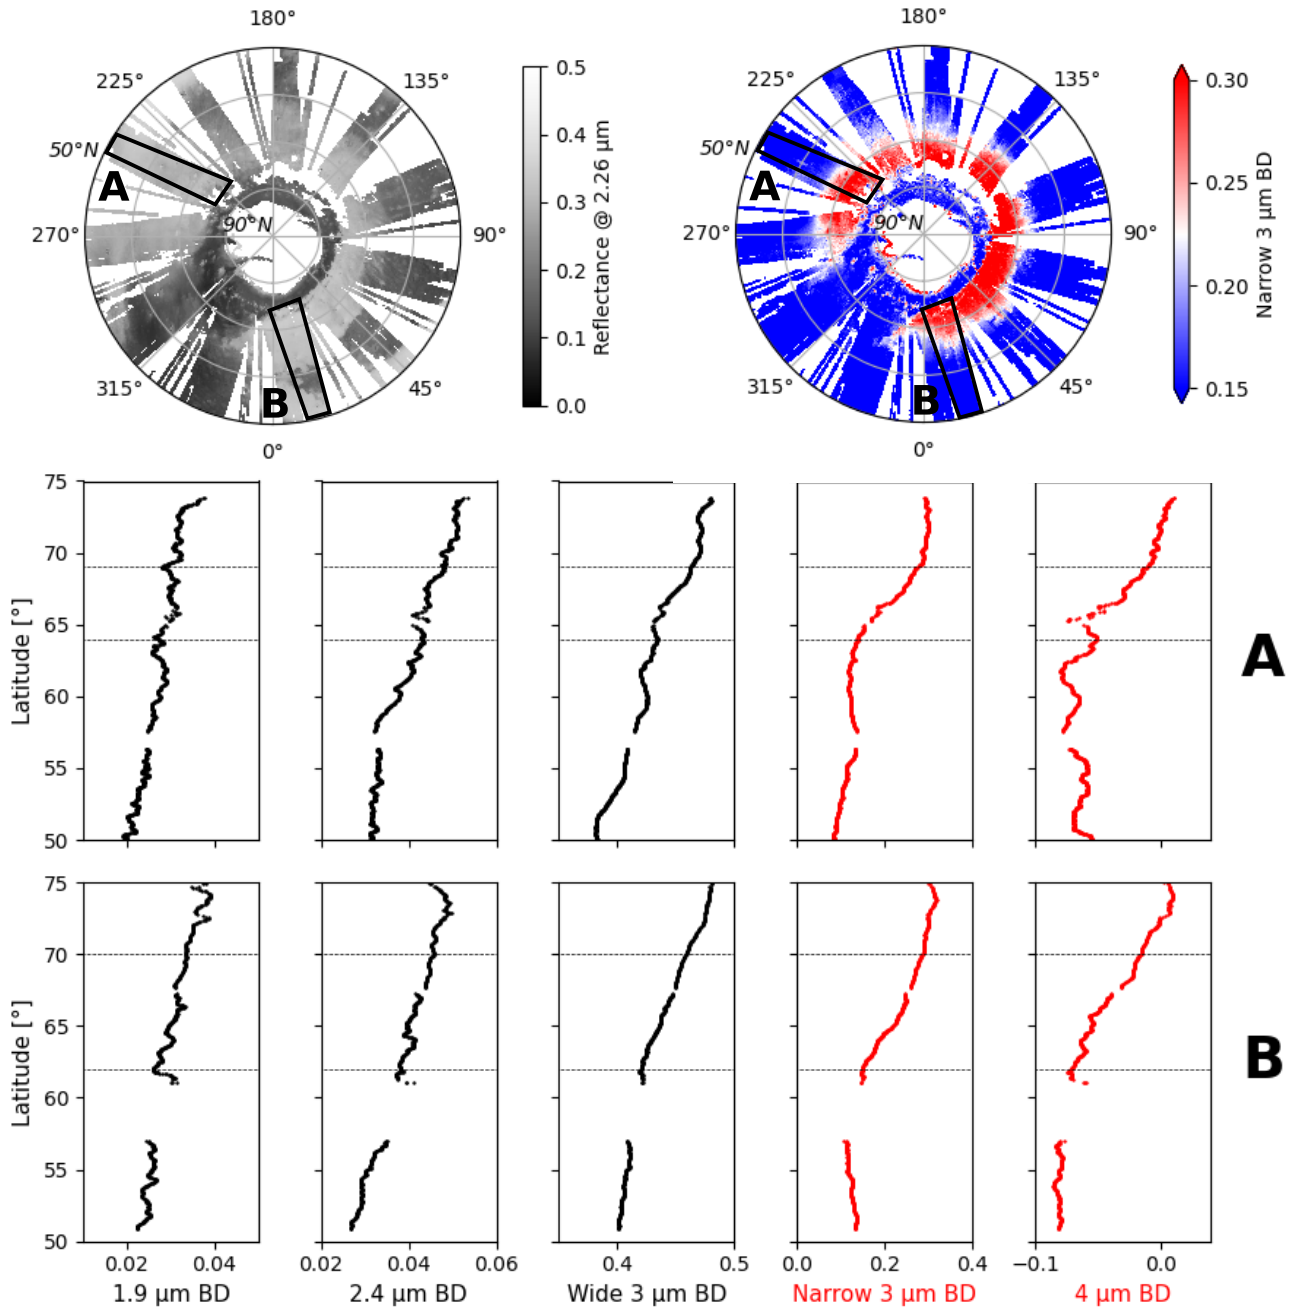 180°
180°
225°
135°
225°
135°
50°N
50°N
A
A
90°N
90°N
270°
90°
270°
90°
315°
45°
315°
45°
B
B
0°
0°
0.5
0.4
0.3
0.2
0.1
0.0
Reflectance @ 2.26 µm
0.30
0.25
0.20
0.15
Narrow 3 µm BD
75
70
65
60
55
50
Latitude [°]
A
75
70
65
60
55
50
Latitude [°]
B
0.02 0.04
0.02 0.04 0.06
0.4 0.5
0.0 0.2 0.4
−0.1 0.0
1.9 µm BD
2.4 µm BD
Wide 3 µm BD
Narrow 3 µm BD
4 µm BD